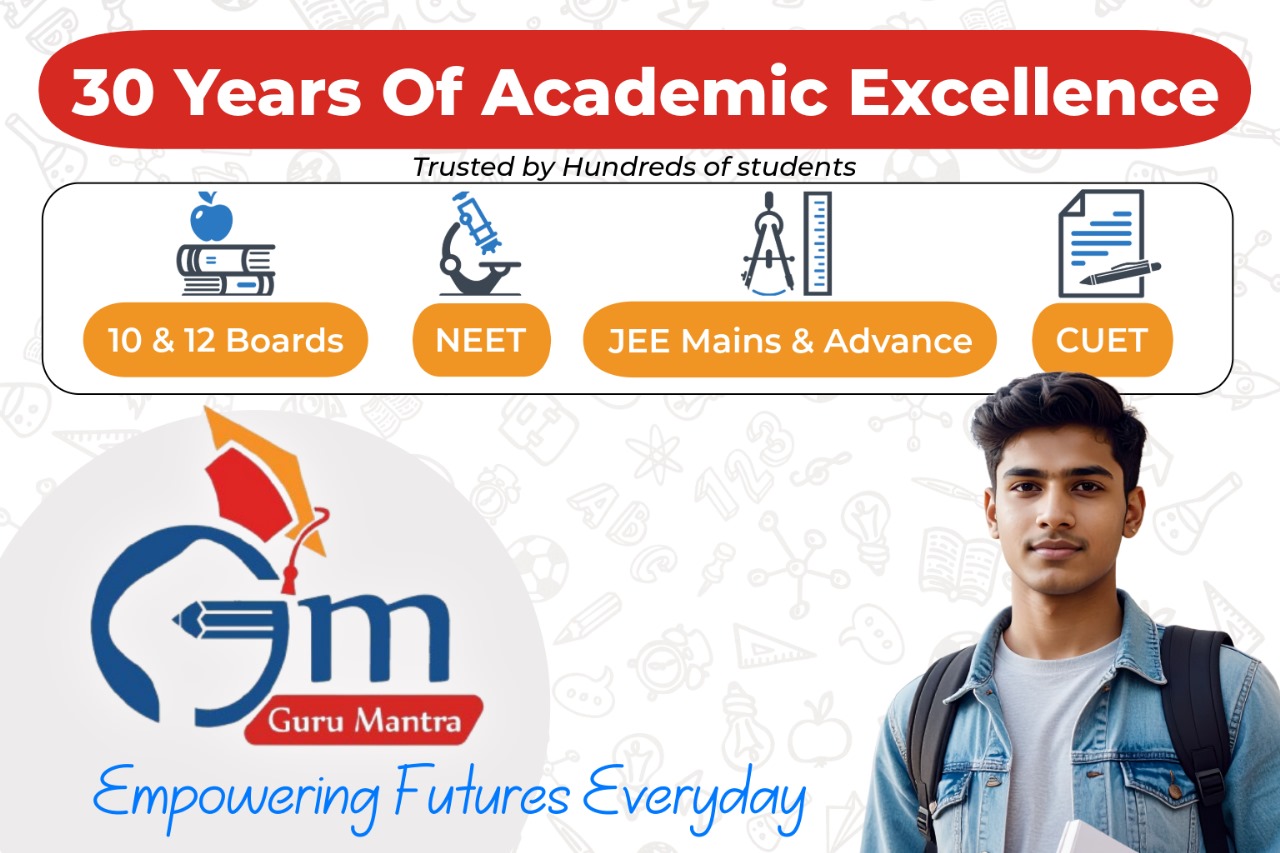 30 Years Of Academic Excellence
Trusted by Hundreds of students
10 & 12 Boards
NEET
JEE Mains & Advance
CUET
Gm
Guru Mantra
Empowering Futures Everyday